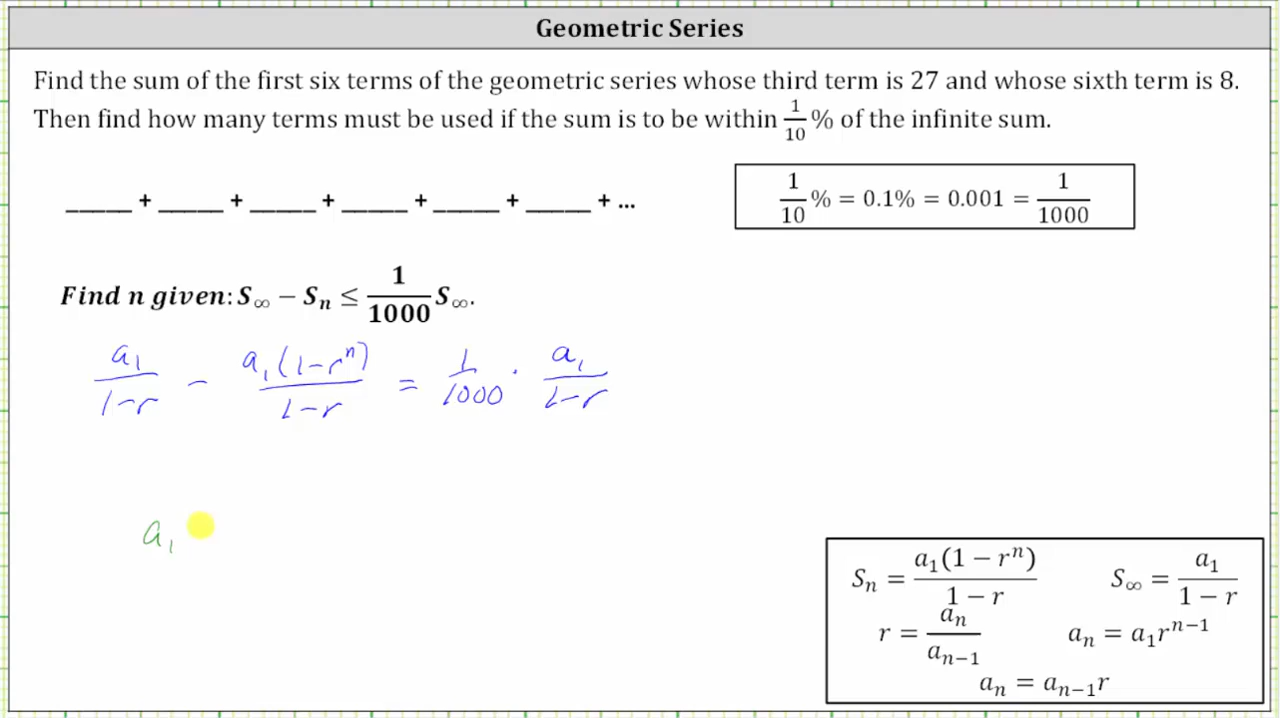 Geometric Series
Find the sum of the first six terms of the geometric series whose third term is 27 and whose sixth term is 8.
Then find how many terms must be used if the sum is to be within 1/10 % of the infinite sum.
_____ + _____ + _____ + _____ + _____ + _____ + ...
1/10 % = 0.1% = 0.001 = 1/1000
Find n given: S∞ − Sn ≤ 1/1000 S∞.
a₁/(1−r) − a₁(1−rⁿ)/(1−r) = 1/1000 · a₁/(1−r)
a₁
Sn = a₁(1 − rⁿ)/(1 − r) S∞ = a₁/(1 − r)
r = aₙ/aₙ₋₁ aₙ = a₁rⁿ⁻¹
aₙ = aₙ₋₁r